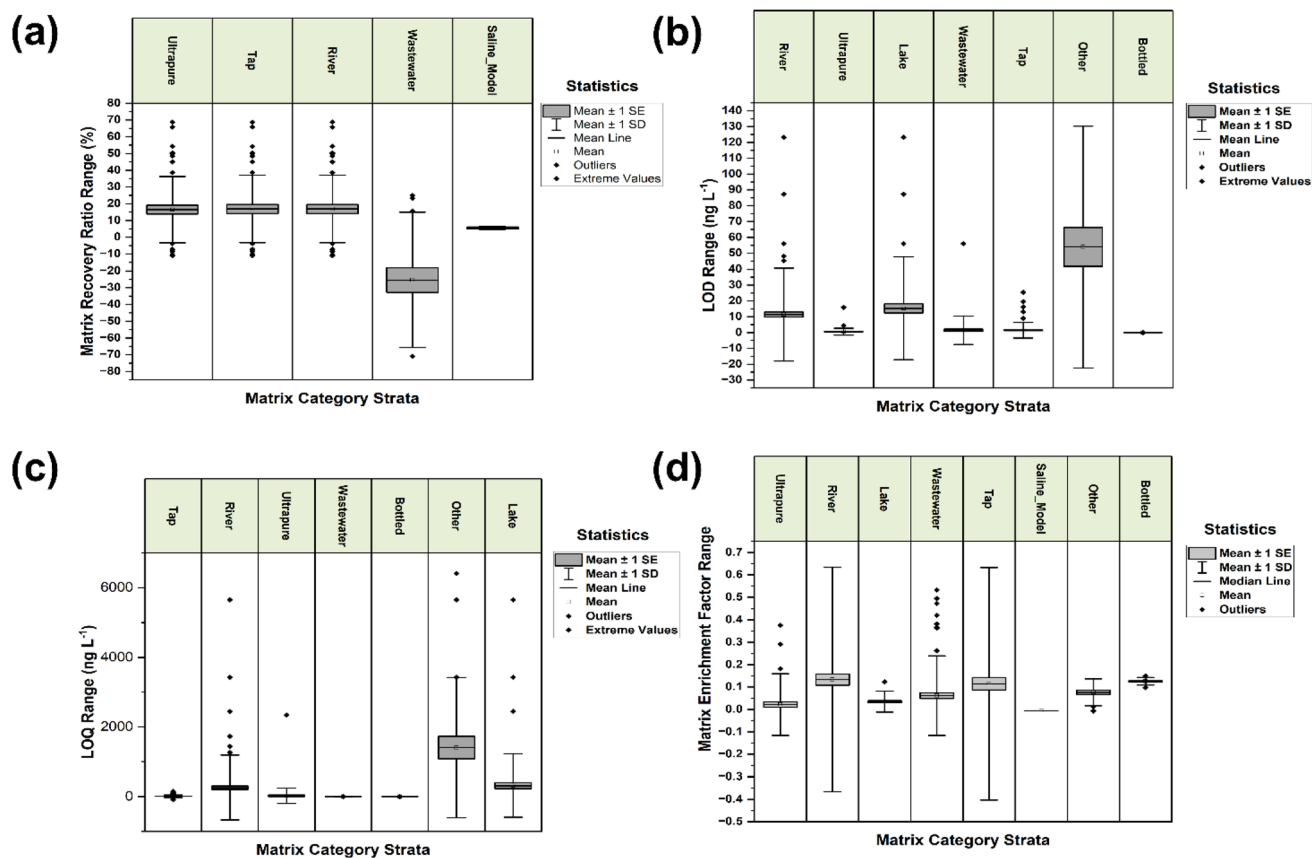 (a)
Ultrapure
Tap
River
Wastewater
Saline_Model
80
70
60
50
40
30
20
10
0
−10
−20
−30
−40
−50
−60
−70
−80
Matrix Recovery Ratio Range (%)
Matrix Category Strata
Statistics
Mean ± 1 SE
Mean ± 1 SD
Mean Line
Mean
Outliers
Extreme Values
(b)
River
Ultrapure
Lake
Wastewater
Tap
Other
Bottled
140
130
120
110
100
90
80
70
60
50
40
30
20
10
0
−10
−20
−30
LOD Range (ng L⁻¹)
Matrix Category Strata
Statistics
Mean ± 1 SE
Mean ± 1 SD
Mean Line
Mean
Outliers
Extreme Values
(c)
Tap
River
Ultrapure
Wastewater
Bottled
Other
Lake
6000
4000
2000
0
LOQ Range (ng L⁻¹)
Matrix Category Strata
Statistics
Mean ± 1 SE
Mean ± 1 SD
Mean Line
Mean
Outliers
Extreme Values
(d)
Ultrapure
River
Lake
Wastewater
Tap
Saline_Model
Other
Bottled
0.7
0.6
0.5
0.4
0.3
0.2
0.1
0.0
−0.1
−0.2
−0.3
−0.4
−0.5
Matrix Enrichment Factor Range
Matrix Category Strata
Statistics
Mean ± 1 SE
Mean ± 1 SD
Median Line
Mean
Outliers